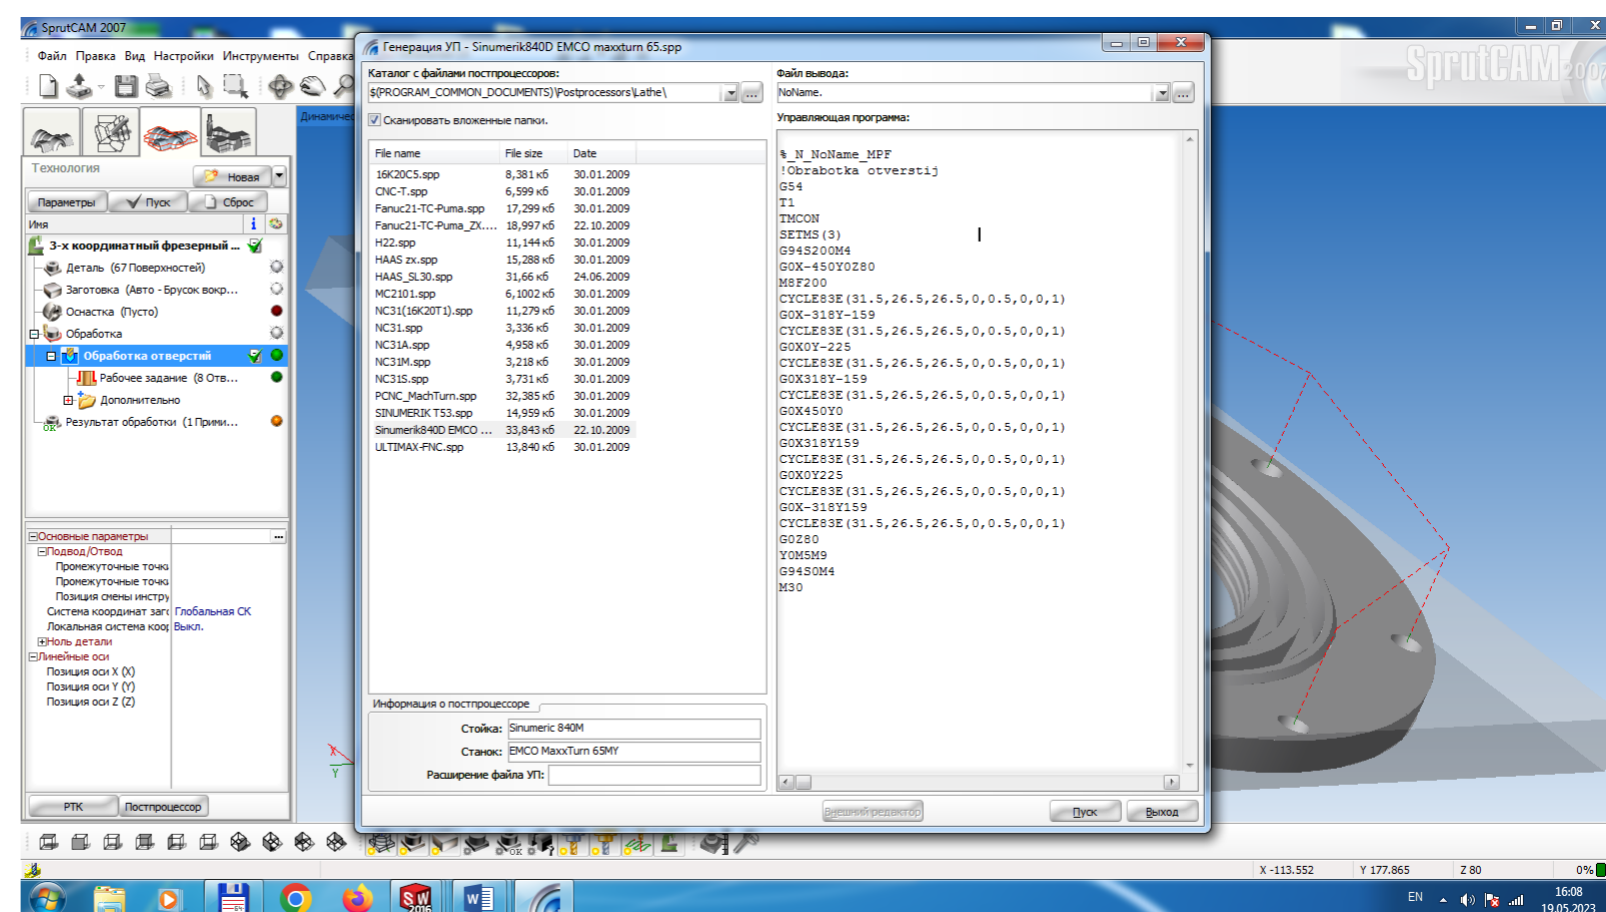 SprutCAM 2007
Файл Правка Вид Настройки Инструменты Справка
SprutCAM 2007
Динамичес
Технология
Новая
Параметры Пуск Сброс
Имя
3-х координатный фрезерный ...
Деталь (67 Поверхностей)
Заготовка (Авто - Брусок вокр...
Оснастка (Пусто)
Обработка
Обработка отверстий
Рабочее задание (8 Отв...
Дополнительно
OK Результат обработки (1 Прими...
Основные параметры
Подвод/Отвод
Промежуточные точки
Промежуточные точки
Позиция смены инстру
Система координат заго Глобальная СК
Локальная система коор Выкл.
Ноль детали
Линейные оси
Позиция оси X (X)
Позиция оси Y (Y)
Позиция оси Z (Z)
РТК Постпроцессор
Генерация УП - Sinumerik840D EMCO maxxturn 65.spp
Каталог с файлами постпроцессоров:
$(PROGRAM_COMMON_DOCUMENTS)\Postprocessors\Lathe\
Сканировать вложенные папки.
File name File size Date
16K20C5.spp 8,381 кб 30.01.2009
CNC-T.spp 6,599 кб 30.01.2009
Fanuc21-TC-Puma.spp 17,299 кб 30.01.2009
Fanuc21-TC-Puma_ZX.... 18,997 кб 22.10.2009
H22.spp 11,144 кб 30.01.2009
HAAS zx.spp 15,288 кб 30.01.2009
HAAS_SL30.spp 31,66 кб 24.06.2009
MC2101.spp 6,1002 кб 30.01.2009
NC31(16K20T1).spp 11,279 кб 30.01.2009
NC31.spp 3,336 кб 30.01.2009
NC31A.spp 4,958 кб 30.01.2009
NC31M.spp 3,218 кб 30.01.2009
NC31S.spp 3,731 кб 30.01.2009
PCNC_MachTurn.spp 32,385 кб 30.01.2009
SINUMERIK T53.spp 14,959 кб 30.01.2009
Sinumerik840D EMCO ... 33,843 кб 22.10.2009
ULTIMAX-FNC.spp 13,840 кб 30.01.2009
Информация о постпроцессоре
Стойка: Sinumeric 840M
Станок: EMCO MaxxTurn 65MY
Расширение файла УП:
Файл вывода:
NoName.
Управляющая программа:
%_N_NoName_MPF
!Obrabotka otverstij
G54
T1
TMCON
SETMS(3)
G94S200M4
G0X-450Y0Z80
M8F200
CYCLE83E(31.5,26.5,26.5,0,0.5,0,0,1)
G0X-318Y-159
CYCLE83E(31.5,26.5,26.5,0,0.5,0,0,1)
G0X0Y-225
CYCLE83E(31.5,26.5,26.5,0,0.5,0,0,1)
G0X318Y-159
CYCLE83E(31.5,26.5,26.5,0,0.5,0,0,1)
G0X450Y0
CYCLE83E(31.5,26.5,26.5,0,0.5,0,0,1)
G0X318Y159
CYCLE83E(31.5,26.5,26.5,0,0.5,0,0,1)
G0X0Y225
CYCLE83E(31.5,26.5,26.5,0,0.5,0,0,1)
G0X-318Y159
CYCLE83E(31.5,26.5,26.5,0,0.5,0,0,1)
G0Z80
Y0M5M9
G94S0M4
M30
Внешний редактор Пуск Выход
X
Y
OK
X -113.552 Y 177.865 Z 80 0%
SW 2016
W
EN 16:08
19.05.2023